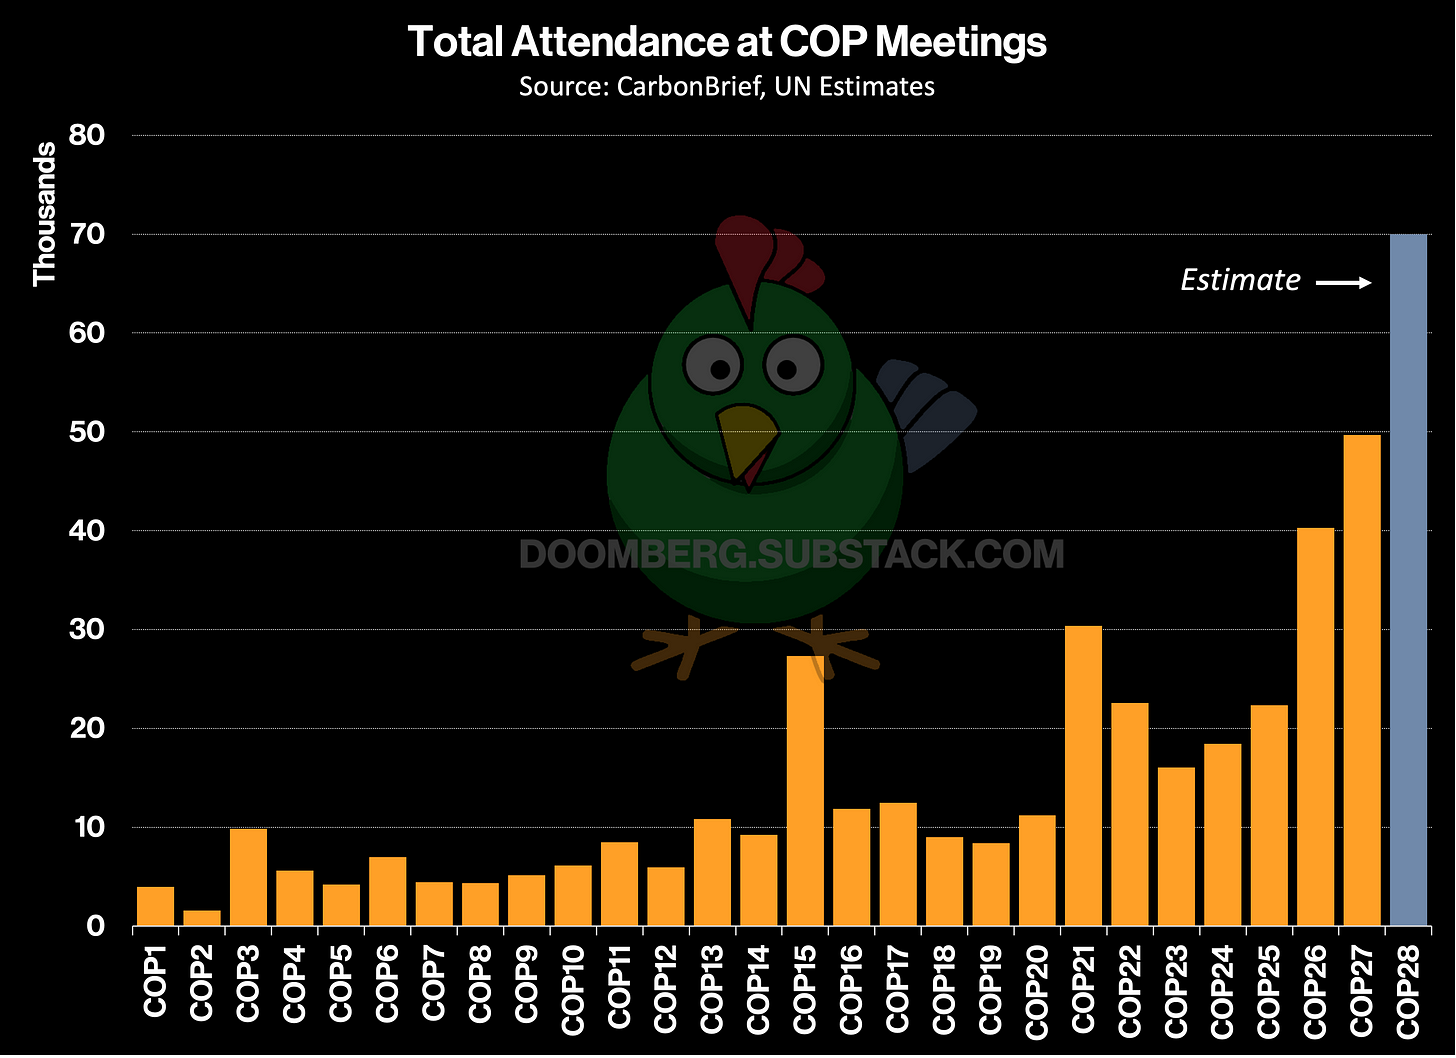 Total Attendance at COP Meetings
Source: CarbonBrief, UN Estimates
Thousands
80
70
60
50
40
30
20
10
0
Estimate
DOOMBERG.SUBSTACK.COM
COP1
COP2
COP3
COP4
COP5
COP6
COP7
COP8
COP9
COP10
COP11
COP12
COP13
COP14
COP15
COP16
COP17
COP18
COP19
COP20
COP21
COP22
COP23
COP24
COP25
COP26
COP27
COP28